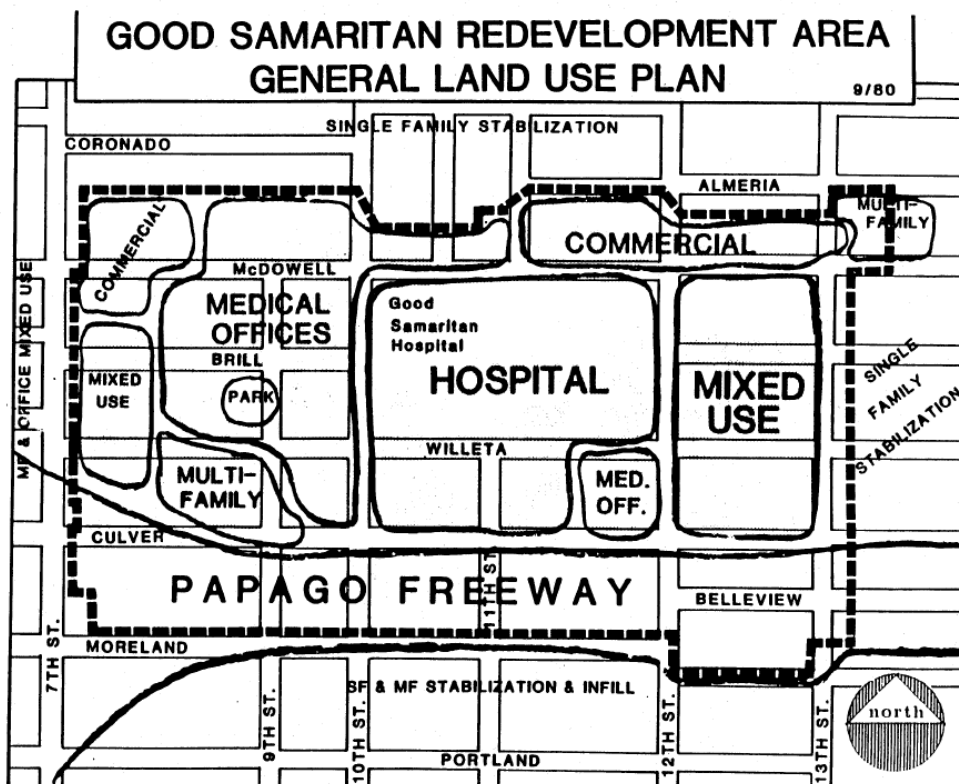 GOOD SAMARITAN REDEVELOPMENT AREA
GENERAL LAND USE PLAN
9/80
SINGLE FAMILY STABILIZATION
CORONADO
ALMERIA
MULTI-
FAMILY
COMMERCIAL
COMMERCIAL
McDOWELL
MEDICAL
OFFICES
Good
Samaritan
Hospital
MF & OFFICE MIXED USE
BRILL
HOSPITAL
MIXED
USE
PARK
MIXED
USE
SINGLE
FAMILY
STABILIZATION
WILLETA
MULTI-
FAMILY
MED.
OFF.
CULVER
PAPAGO FREEWAY
11TH ST.
BELLEVIEW
MORELAND
7TH ST.
SF & MF STABILIZATION & INFILL
9TH ST.
10TH ST.
12TH ST.
13TH ST.
north
PORTLAND